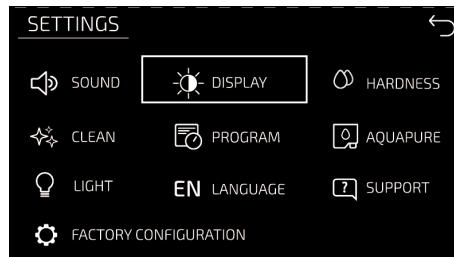 SETTINGS
SOUND DISPLAY HARDNESS
CLEAN PROGRAM AQUAPURE
LIGHT EN LANGUAGE ? SUPPORT
FACTORY CONFIGURATION